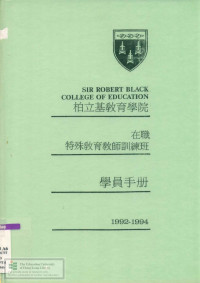 SIR ROBERT BLACK
COLLEGE OF EDUCATION
柏立基教育學院
在職
特殊教育教師訓練班
學員手册
1992-1994